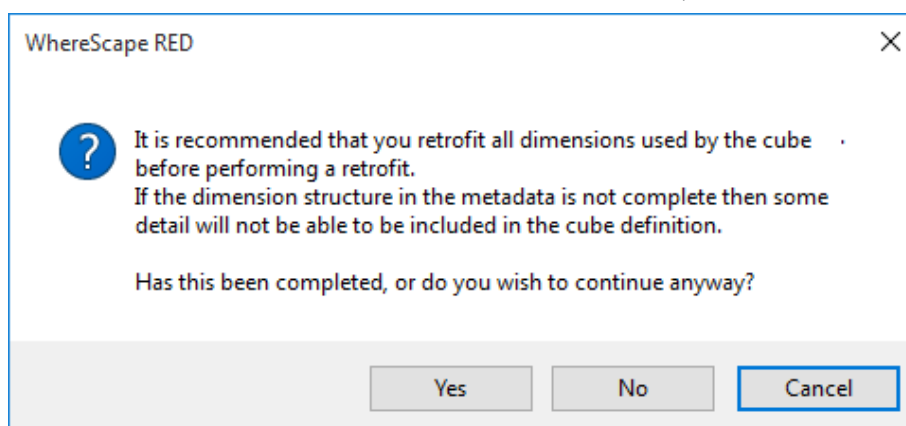 WhereScape RED
It is recommended that you retrofit all dimensions used by the cube
before performing a retrofit.
If the dimension structure in the metadata is not complete then some
detail will not be able to be included in the cube definition.
Has this been completed, or do you wish to continue anyway?
Yes No Cancel